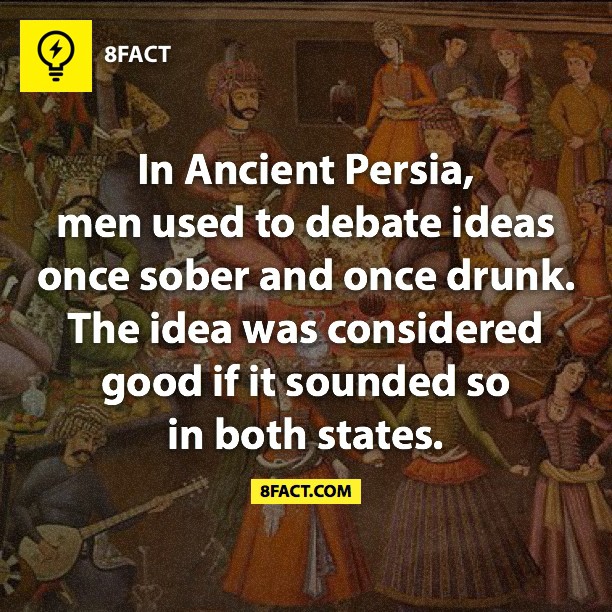 8FACT
In Ancient Persia,
men used to debate ideas
once sober and once drunk.
The idea was considered
good if it sounded so
in both states.
8FACT.COM